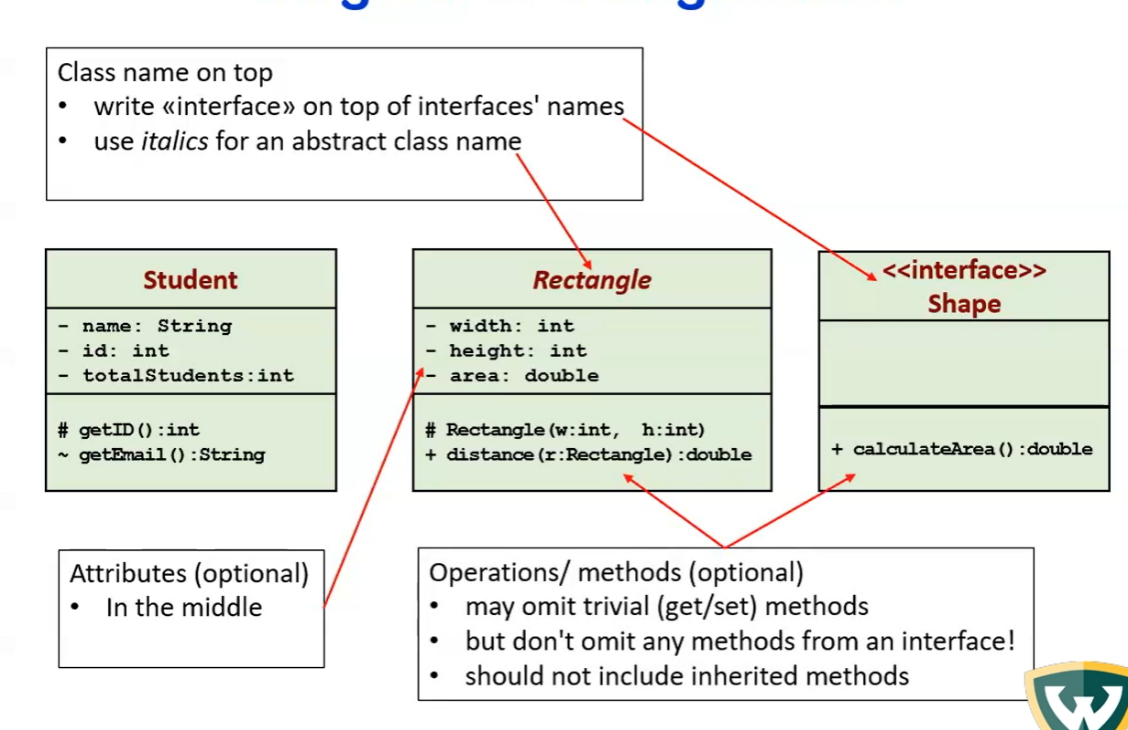 Class name on top
• write «interface» on top of interfaces' names
• use italics for an abstract class name
Student
- name: String
- id: int
- totalStudents:int
# getID():int
~ getEmail():String
Rectangle
- width: int
- height: int
- area: double
# Rectangle(w:int, h:int)
+ distance(r:Rectangle):double
<<interface>>
Shape
+ calculateArea():double
Attributes (optional)
• In the middle
Operations/ methods (optional)
• may omit trivial (get/set) methods
• but don't omit any methods from an interface!
• should not include inherited methods
W